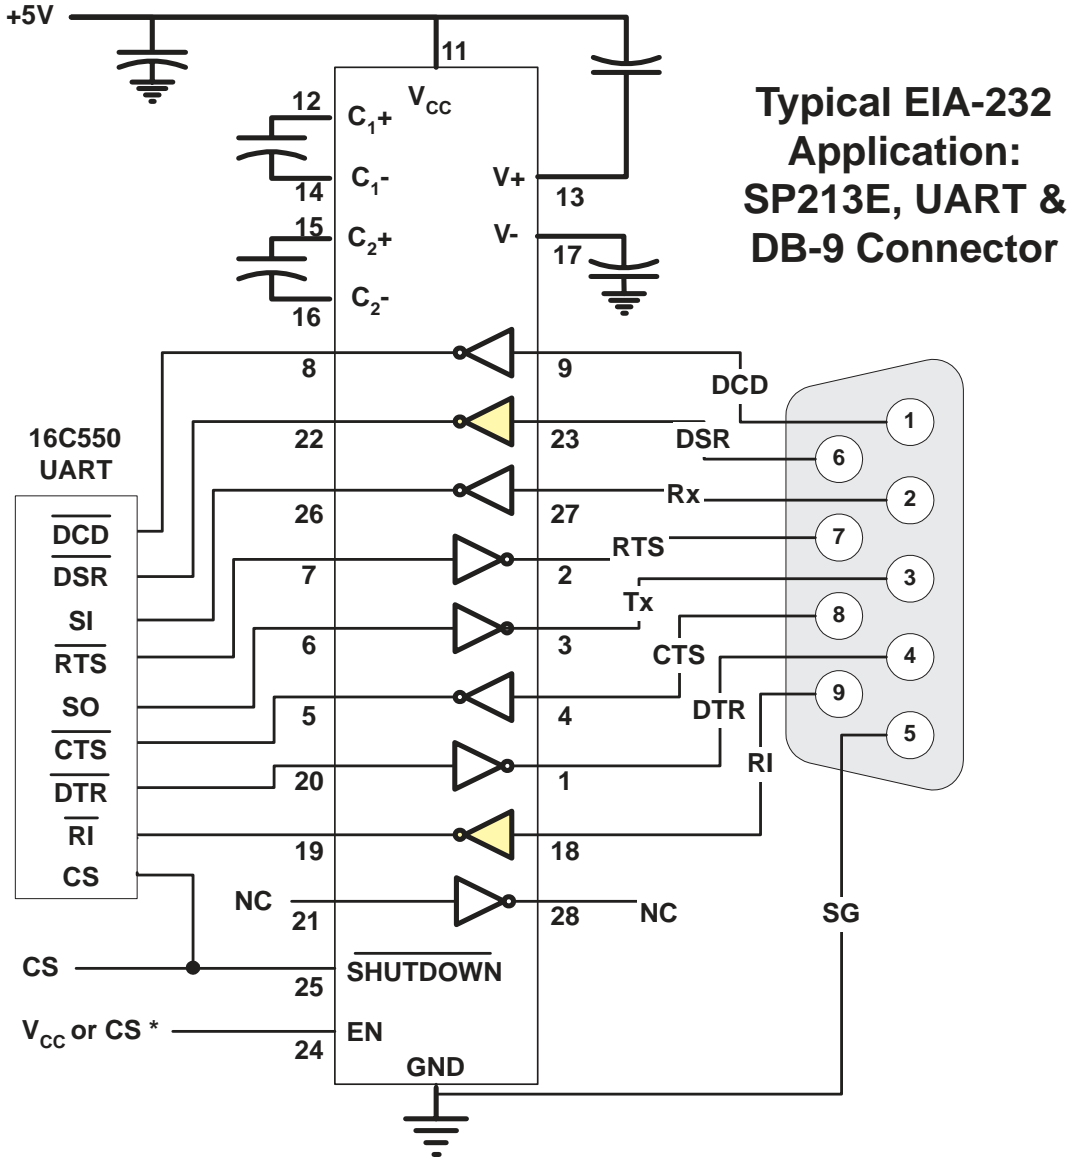 +5V
11
V_CC
12
C₁+
14
C₁-
15
C₂+
16
C₂-
V+
13
V-
17
Typical EIA-232
Application:
SP213E, UART &
DB-9 Connector
8
9
DCD
1
22
23
DSR
6
26
27
Rx
2
7
2
RTS
7
6
3
Tx
3
5
4
CTS
8
20
1
DTR
4
19
18
RI
9
5
16C550
UART
DCD
DSR
SI
RTS
SO
CTS
DTR
RI
CS
NC
21
28
NC
SG
CS
25
SHUTDOWN
V_CC or CS *
24
EN
GND